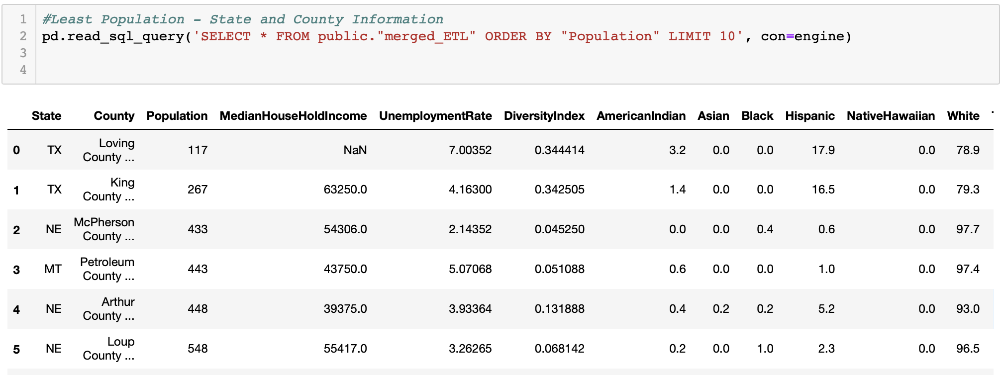 1 #Least Population - State and County Information
2 pd.read_sql_query('SELECT * FROM public."merged_ETL" ORDER BY "Population" LIMIT 10', con=engine)
3
4
State County Population MedianHouseHoldIncome UnemploymentRate DiversityIndex AmericanIndian Asian Black Hispanic NativeHawaiian White
0 TX Loving County ... 117 NaN 7.00352 0.344414 3.2 0.0 0.0 17.9 0.0 78.9
1 TX King County ... 267 63250.0 4.16300 0.342505 1.4 0.0 0.0 16.5 0.0 79.3
2 NE McPherson County ... 433 54306.0 2.14352 0.045250 0.0 0.0 0.4 0.6 0.0 97.7
3 MT Petroleum County ... 443 43750.0 5.07068 0.051088 0.6 0.0 0.0 1.0 0.0 97.4
4 NE Arthur County ... 448 39375.0 3.93364 0.131888 0.4 0.2 0.2 5.2 0.0 93.0
5 NE Loup County ... 548 55417.0 3.26265 0.068142 0.2 0.0 1.0 2.3 0.0 96.5